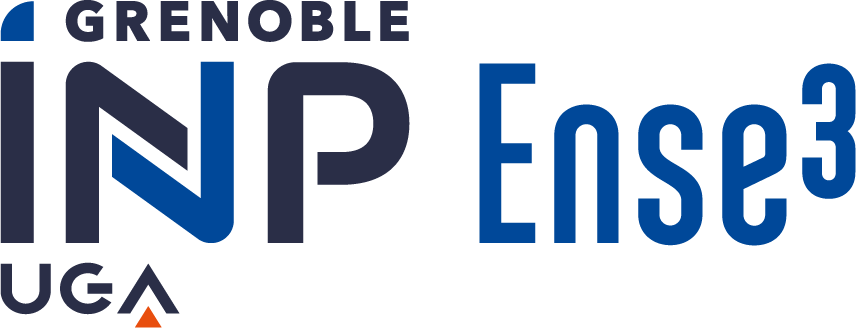 GRENOBLE
iNP Ense³
UGA